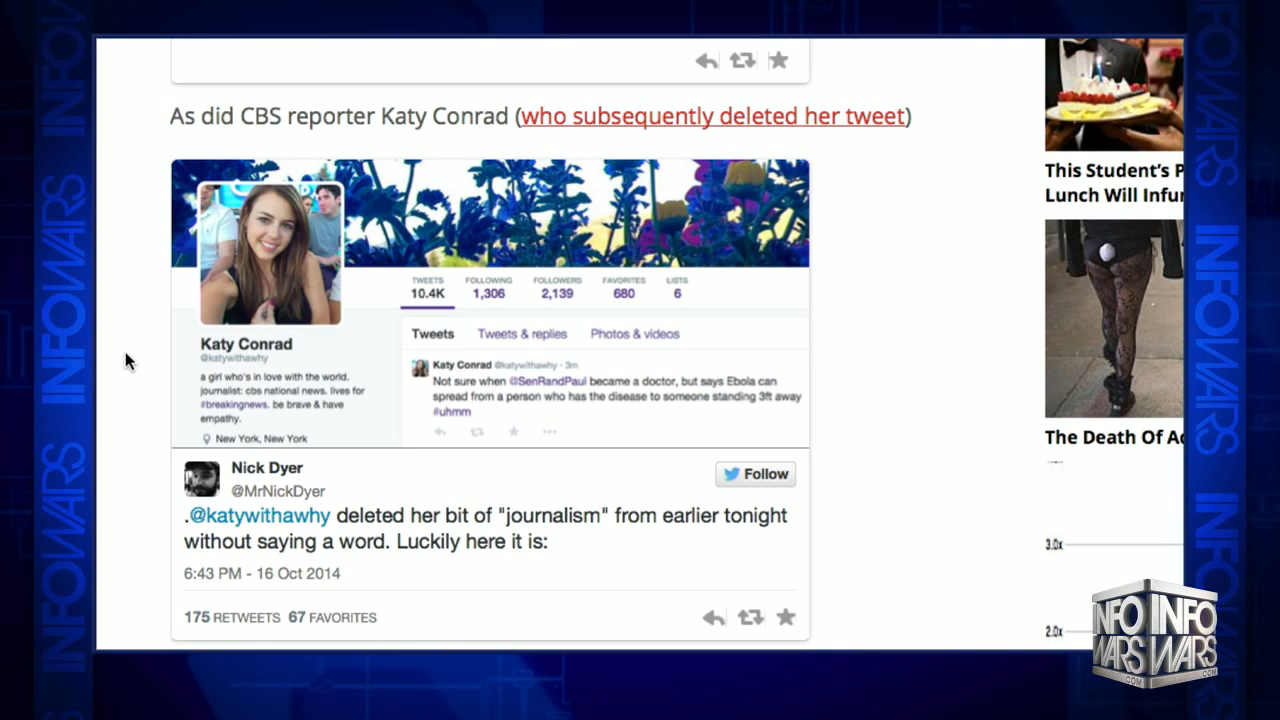 As did CBS reporter Katy Conrad (who subsequently deleted her tweet)
TWEETS FOLLOWING FOLLOWERS FAVORITES LISTS
10.4K 1,306 2,139 680 6
Tweets Tweets & replies Photos & videos
Katy Conrad
@katywithawhy
a girl who's in love with the world.
journalist: cbs national news. lives for
#breakingnews. be brave & have
empathy.
New York, New York
Katy Conrad @katywithawhy · 3m
Not sure when @SenRandPaul became a doctor, but says Ebola can
spread from a person who has the disease to someone standing 3ft away
#uhmm
Nick Dyer
@MrNickDyer
Follow
.@katywithawhy deleted her bit of "journalism" from earlier tonight
without saying a word. Luckily here it is:
6:43 PM - 16 Oct 2014
175 RETWEETS 67 FAVORITES
This Student's P
Lunch Will Infu
The Death Of A
3.0x
2.0x
INFOWARS
INFOWARS
INFOWARS
INFOWARS
INFO INFO
WARS WARS
.COM .COM